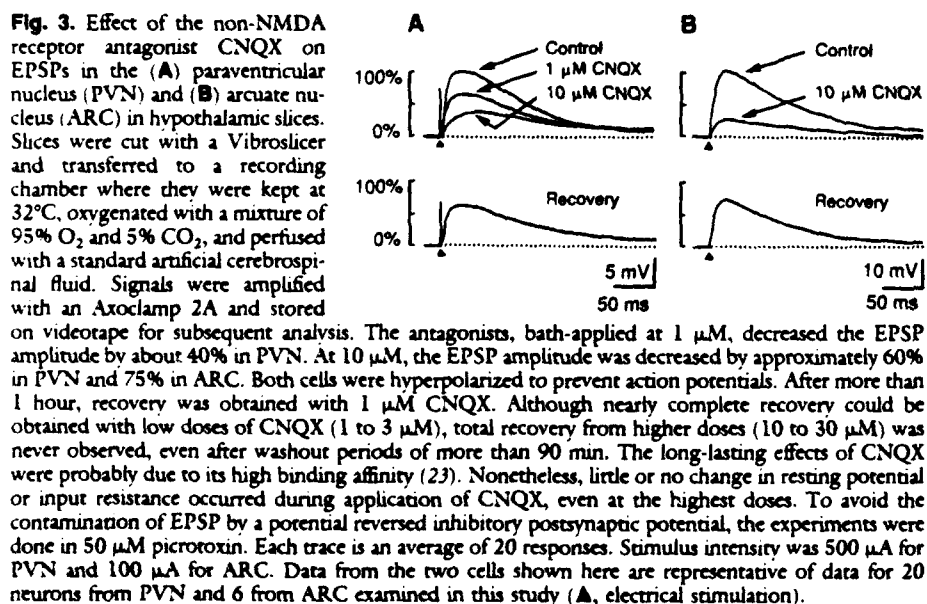 Fig. 3. Effect of the non-NMDA
receptor antagonist CNQX on
EPSPs in the (A) paraventricular
nucleus (PVN) and (B) arcuate nu-
cleus (ARC) in hypothalamic slices.
Slices were cut with a Vibroslicer
and transferred to a recording
chamber where they were kept at
32°C, oxygenated with a mixture of
95% O₂ and 5% CO₂, and perfused
with a standard artificial cerebrospi-
nal fluid. Signals were amplified
with an Axoclamp 2A and stored
on videotape for subsequent analysis. The antagonists, bath-applied at 1 µM, decreased the EPSP
amplitude by about 40% in PVN. At 10 µM, the EPSP amplitude was decreased by approximately 60%
in PVN and 75% in ARC. Both cells were hyperpolarized to prevent action potentials. After more than
1 hour, recovery was obtained with 1 µM CNQX. Although nearly complete recovery could be
obtained with low doses of CNQX (1 to 3 µM), total recovery from higher doses (10 to 30 µM) was
never observed, even after washout periods of more than 90 min. The long-lasting effects of CNQX
were probably due to its high binding affinity (23). Nonetheless, little or no change in resting potential
or input resistance occurred during application of CNQX, even at the highest doses. To avoid the
contamination of EPSP by a potential reversed inhibitory postsynaptic potential, the experiments were
done in 50 µM picrotoxin. Each trace is an average of 20 responses. Stimulus intensity was 500 µA for
PVN and 100 µA for ARC. Data from the two cells shown here are representative of data for 20
neurons from PVN and 6 from ARC examined in this study (▲, electrical stimulation).
A
Control
100%
1 µM CNQX
10 µM CNQX
0%
100%
Recovery
0%
5 mV
50 ms
B
Control
10 µM CNQX
Recovery
10 mV
50 ms